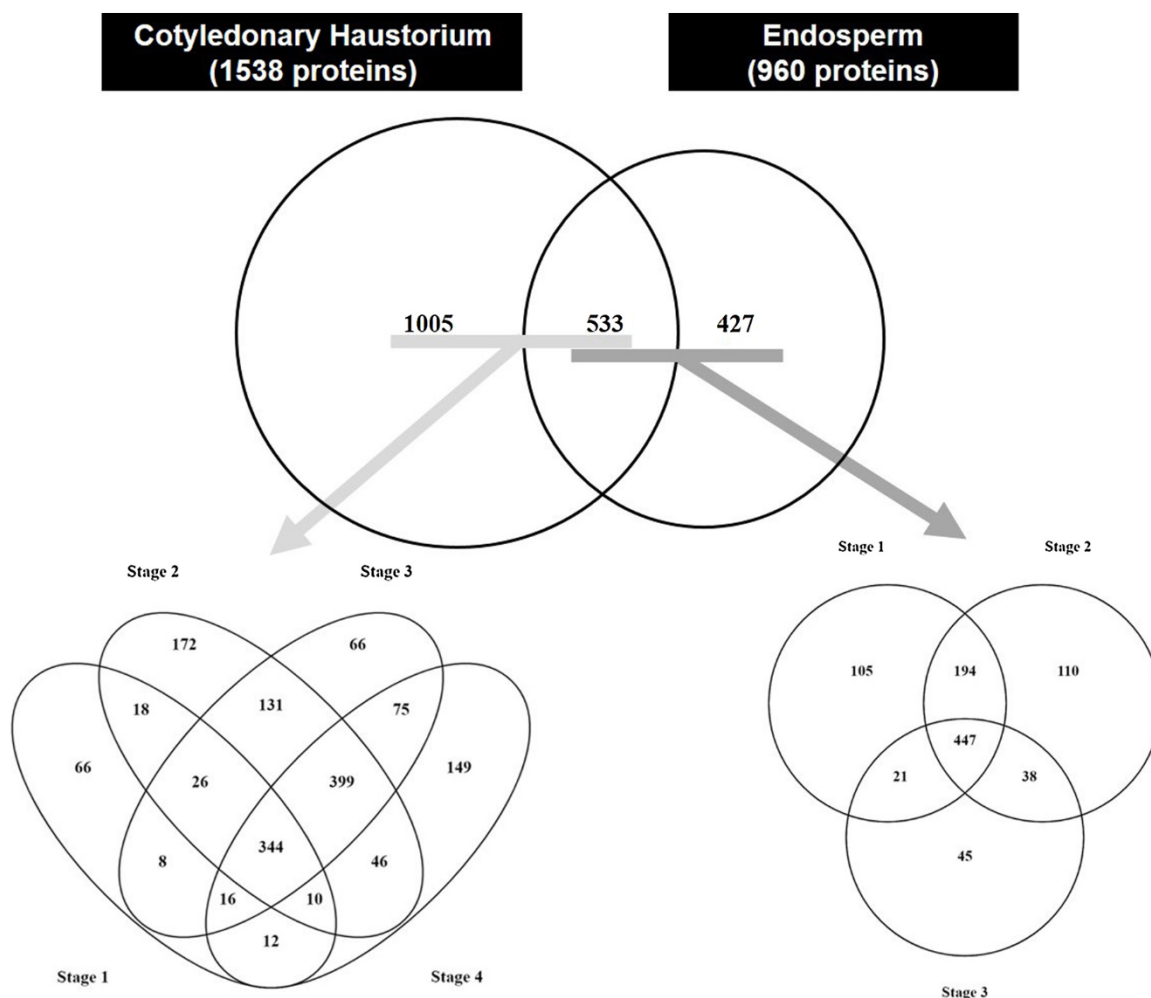 Cotyledonary Haustorium
(1538 proteins)
Endosperm
(960 proteins)
1005
533
427
Stage 2
Stage 3
172
66
18
131
75
66
26
399
149
8
344
46
16
10
12
Stage 1
Stage 4
Stage 1
Stage 2
105
194
110
447
21
38
45
Stage 3